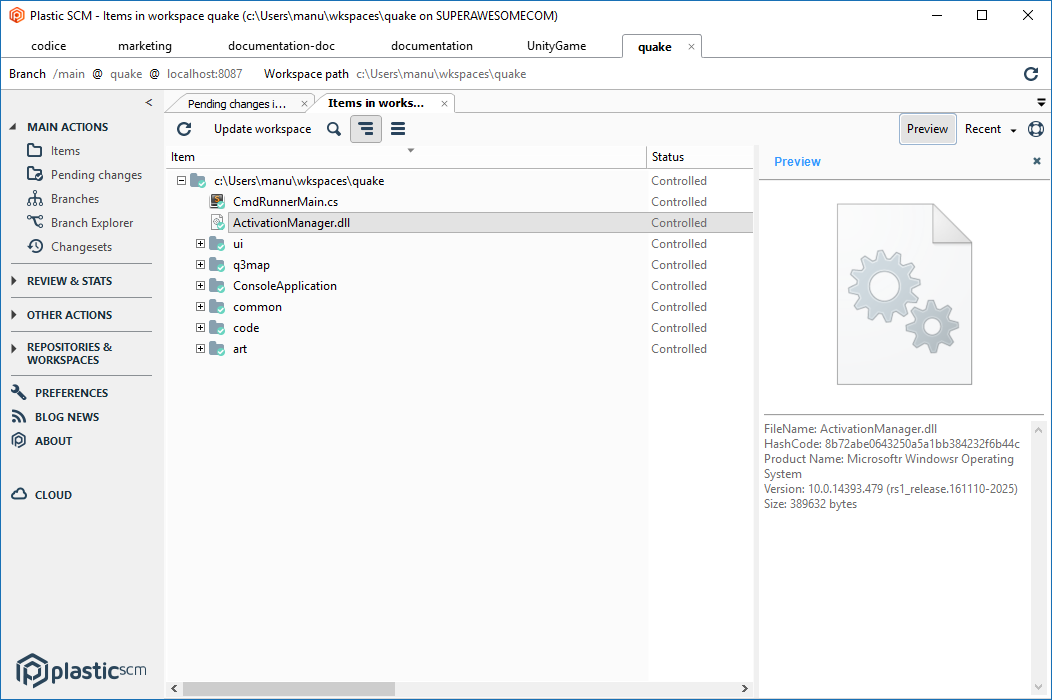 Plastic SCM - Items in workspace quake (c:\Users\manu\wkspaces\quake on SUPERAWESOMECOM)
codice marketing documentation-doc documentation UnityGame quake
Branch /main @ quake @ localhost:8087 Workspace path c:\Users\manu\wkspaces\quake
Pending changes i... Items in works...
Update workspace Preview Recent
Item Status
c:\Users\manu\wkspaces\quake Controlled
CmdRunnerMain.cs Controlled
ActivationManager.dll Controlled
ui Controlled
q3map Controlled
ConsoleApplication Controlled
common Controlled
code Controlled
art Controlled
MAIN ACTIONS
Items
Pending changes
Branches
Branch Explorer
Changesets
REVIEW & STATS
OTHER ACTIONS
REPOSITORIES &
WORKSPACES
PREFERENCES
BLOG NEWS
ABOUT
CLOUD
plasticscm
Preview
FileName: ActivationManager.dll
HashCode: 8b72abe0643250a5a1bb384232f6b44c
Product Name: Microsoftr Windowsr Operating
System
Version: 10.0.14393.479 (rs1_release.161110-2025)
Size: 389632 bytes